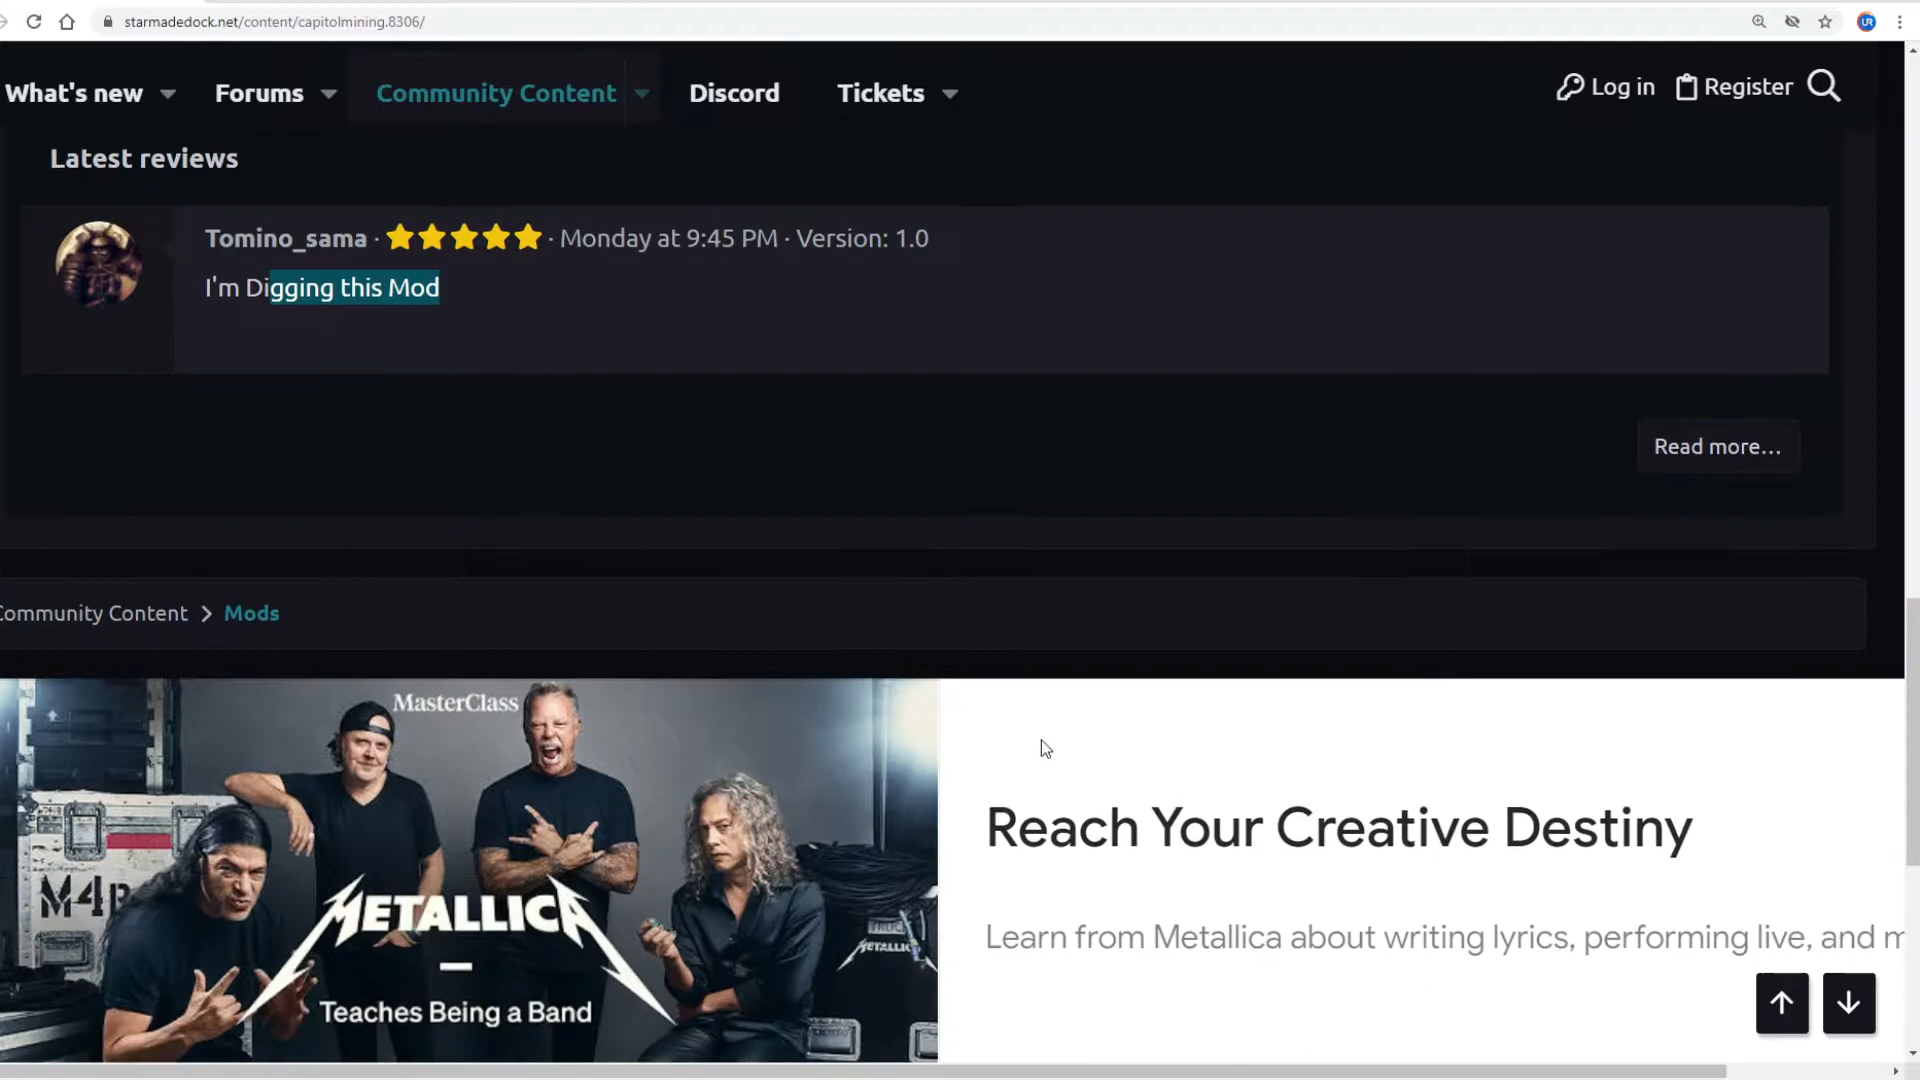 starmadedock.net/content/capitolmining.8306/
UR
What's new
Forums
Community Content
Discord
Tickets
Log in
Register
Latest reviews
Tomino_sama · · Monday at 9:45 PM · Version: 1.0
I'm Digging this Mod
Read more...
Community Content > Mods
MasterClass
METALLICA
Teaches Being a Band
Reach Your Creative Destiny
Learn from Metallica about writing lyrics, performing live, and m